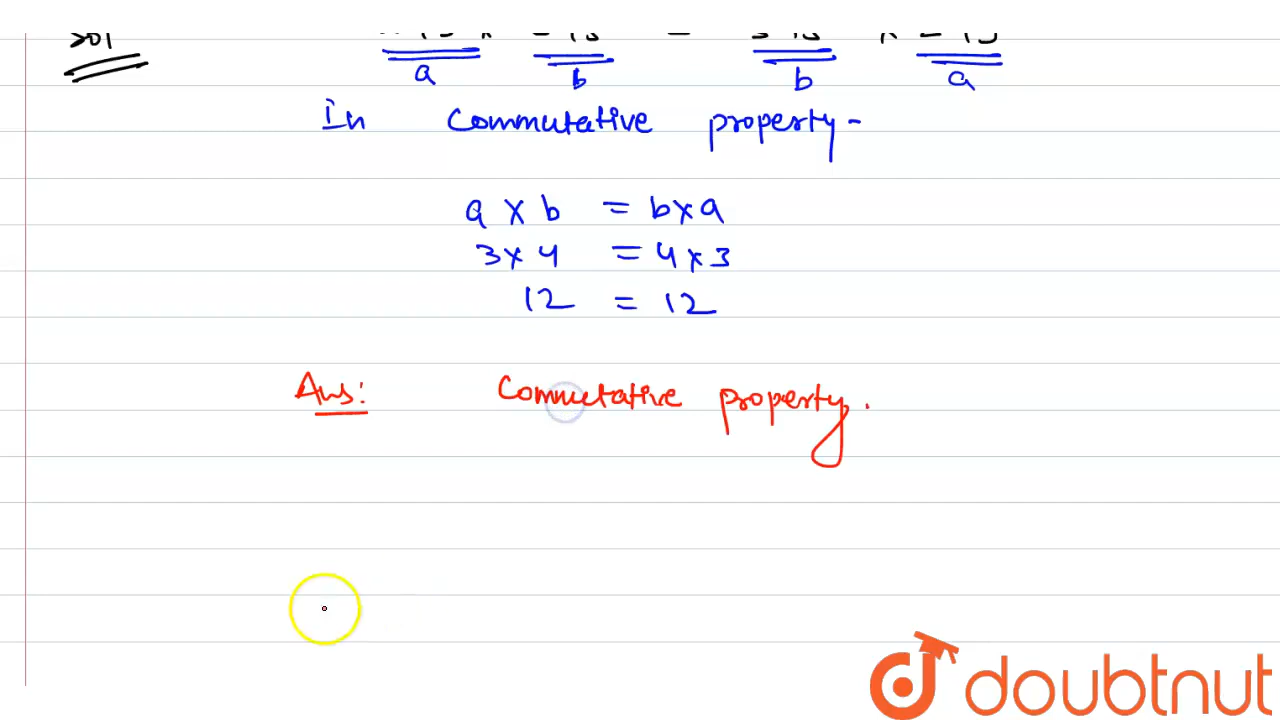 Sol
=
a b b a
In Commutative property-
a x b = b x a
3 x 4 = 4 x 3
12 = 12
Ans: Commutative property.
doubtnut